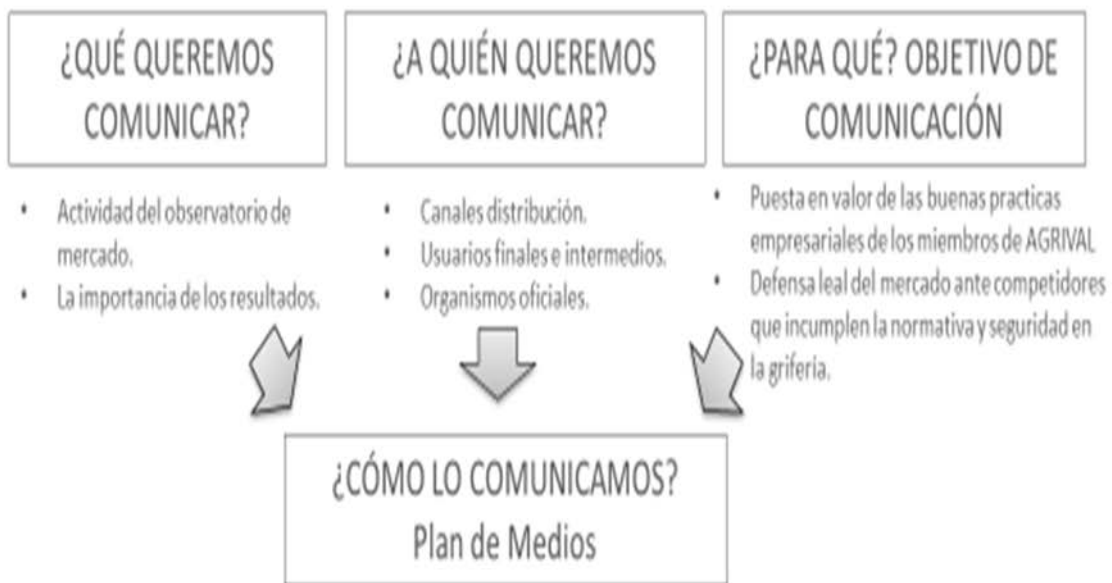 ¿QUÉ QUEREMOS
COMUNICAR?
• Actividad del observatorio de
mercado.
• La importancia de los resultados.
¿A QUIÉN QUEREMOS
COMUNICAR?
• Canales distribución.
• Usuarios finales e intermedios.
• Organismos oficiales.
¿PARA QUÉ? OBJETIVO DE
COMUNICACIÓN
• Puesta en valor de las buenas practicas
empresariales de los miembros de AGRIVAL
• Defensa leal del mercado ante competidores
que incumplen la normativa y seguridad en
la grifería.
¿CÓMO LO COMUNICAMOS?
Plan de Medios